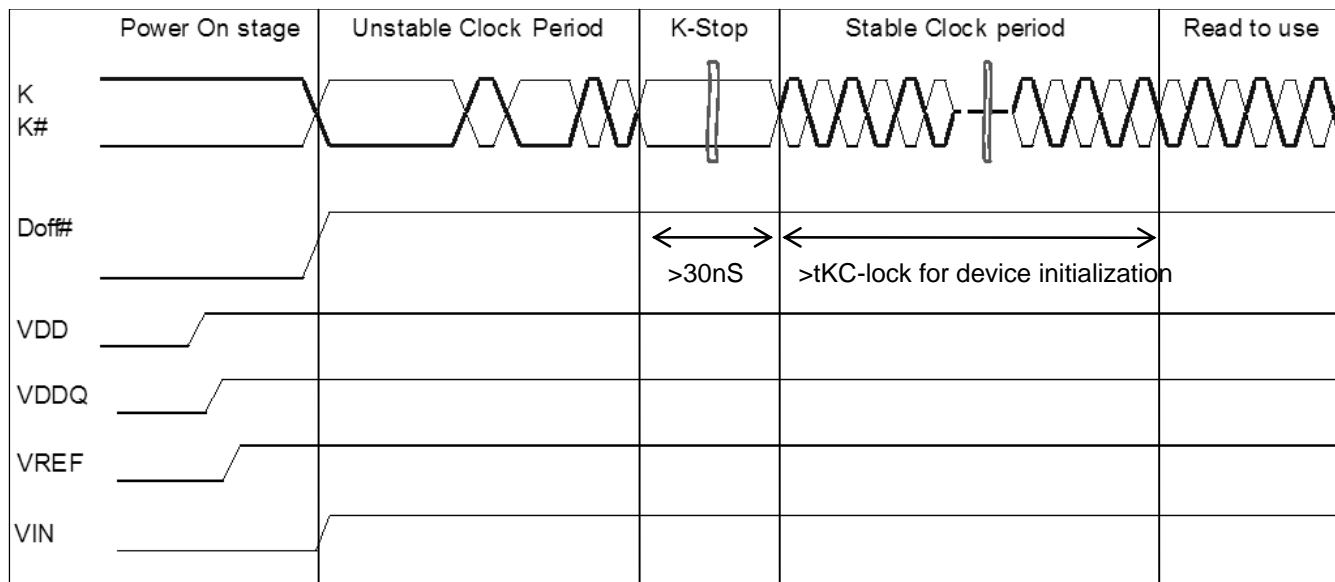 Power On stage
Unstable Clock Period
K-Stop
Stable Clock period
Read to use
K
K#
Doff#
>30nS
>tKC-lock for device initialization
VDD
VDDQ
VREF
VIN